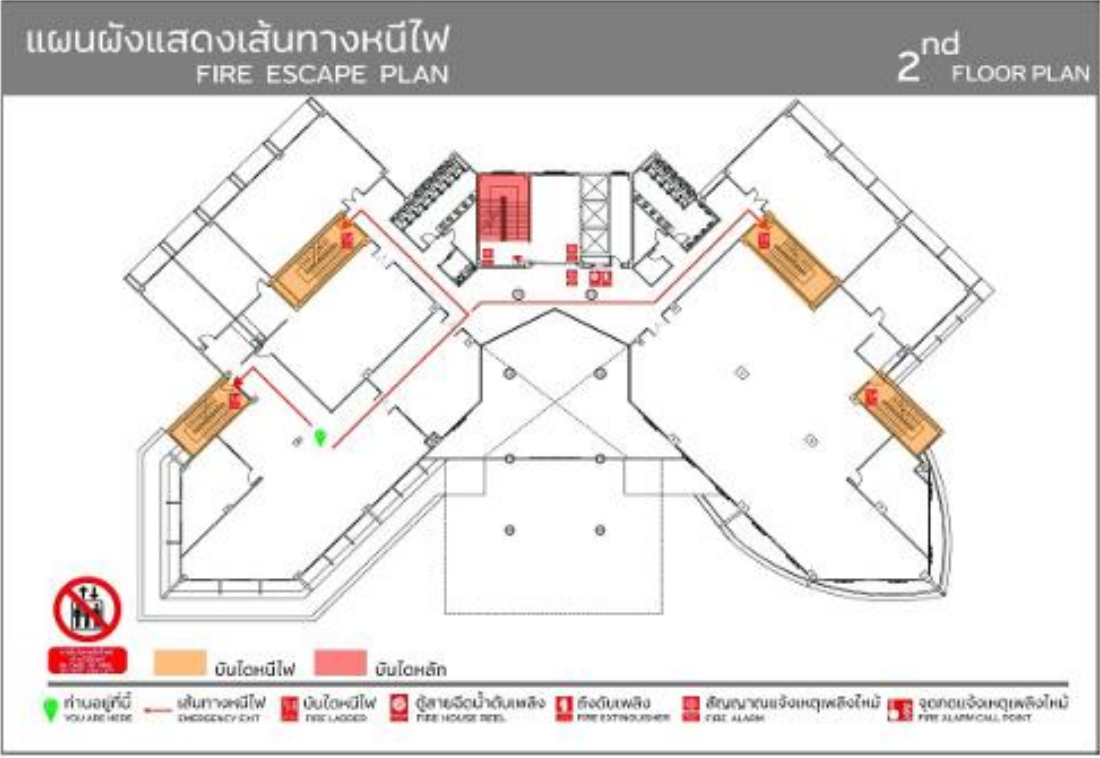 แผนผังแสดงเส้นทางหนีไฟ
FIRE ESCAPE PLAN
2nd FLOOR PLAN
บันไดหนีไฟ
บันไดหลัก
ท่านอยู่ที่นี่
YOU ARE HERE
เส้นทางหนีไฟ
EMERGENCY EXIT
บันไดหนีไฟ
FIRE LADDER
ตู้สายฉีดน้ำดับเพลิง
FIRE HOUSE REEL
ถังดับเพลิง
FIRE EXTINGUISHER
สัญญาณแจ้งเหตุเพลิงไหม้
FIRE ALARM
จุดกดแจ้งเหตุเพลิงไหม้
FIRE ALARM CALL POINT